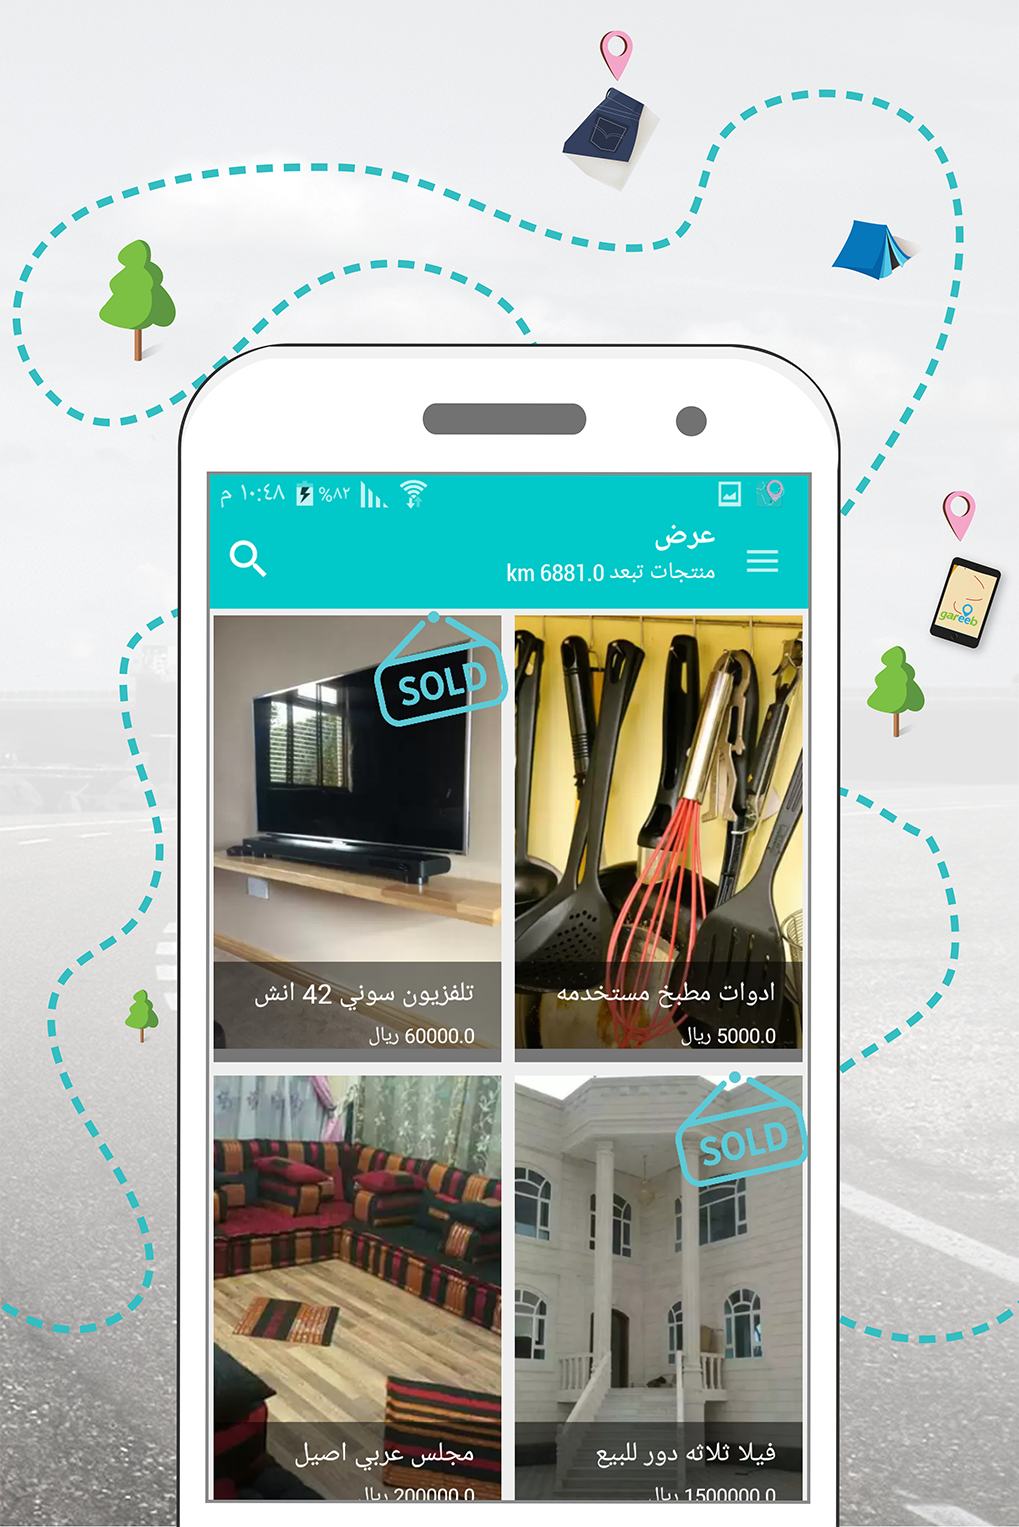 ١٠:٤٨ م
%٨٢
عرض
منتجات تبعد 6881.0 km
gareeb
SOLD
ادوات مطبخ مستخدمه
5000.0 ريال
تلفزيون سوني 42 انش
60000.0 ريال
SOLD
فيلا ثلاثه دور للبيع
1500000.0 ريال
مجلس عربي اصيل
200000.0 ريال